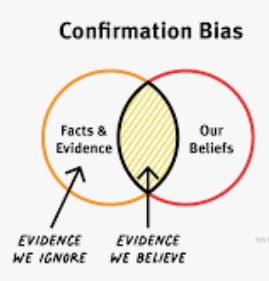 Confirmation Bias
Facts &
Evidence
Our
Beliefs
EVIDENCE
WE IGNORE
EVIDENCE
WE BELIEVE